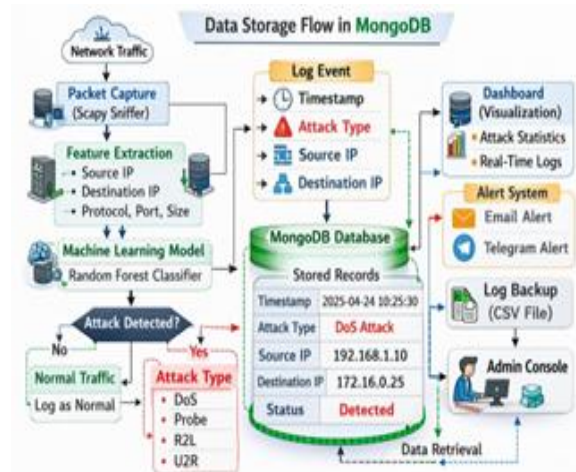 Data Storage Flow in MongoDB
Network Traffic
Packet Capture
(Scapy Sniffer)
Feature Extraction
• Source IP
• Destination IP
• Protocol, Port, Size
Machine Learning Model
Random Forest Classifier
Attack Detected?
No
Yes
Normal Traffic
Log as Normal
Attack Type
• DoS
• Probe
• R2L
• U2R
Log Event
Timestamp
Attack Type
Source IP
Destination IP
MongoDB Database
Stored Records
Timestamp 2025-04-24 10:25:30
Attack Type DoS Attack
Source IP 192.168.1.10
Destination IP 172.16.0.25
Status Detected
Dashboard
(Visualization)
• Attack Statistics
• Real-Time Logs
Alert System
Email Alert
Telegram Alert
Log Backup
(CSV File)
Admin Console
Data Retrieval